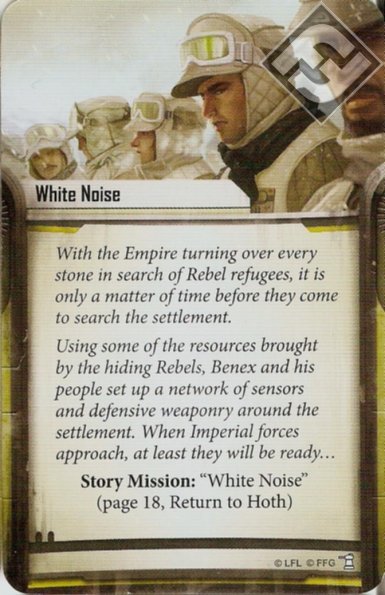 White Noise
With the Empire turning over every
stone in search of Rebel refugees, it is
only a matter of time before they come
to search the settlement.
Using some of the resources brought
by the hiding Rebels, Benex and his
people set up a network of sensors
and defensive weaponry around the
settlement. When Imperial forces
approach, at least they will be ready…
Story Mission: “White Noise”
(page 18, Return to Hoth)
© LFL © FFG